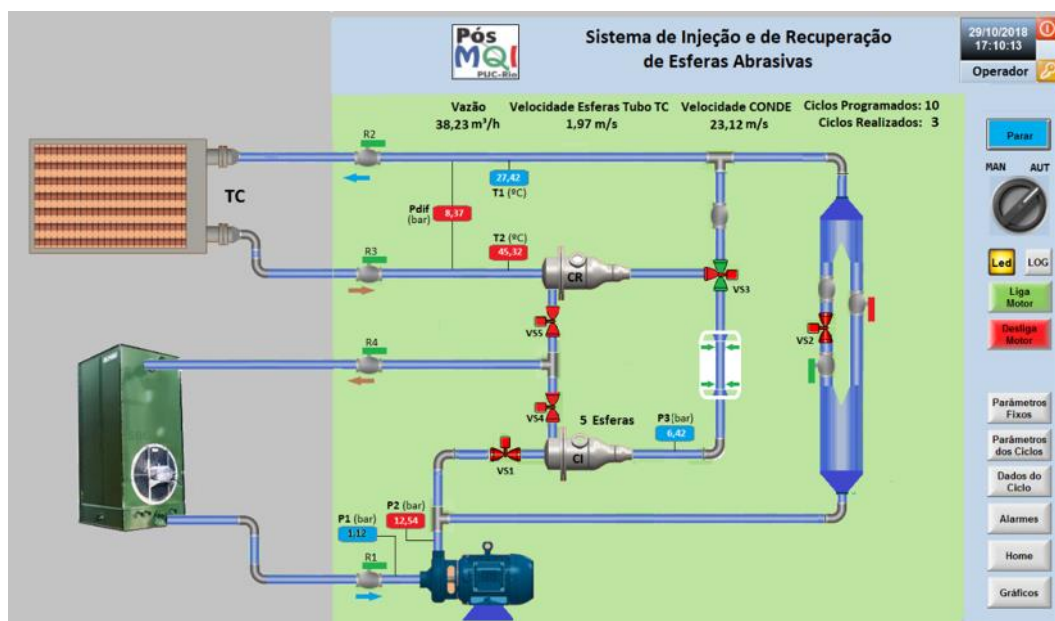 Pós
MQI
PUC-Rio
Sistema de Injeção e de Recuperação
de Esferas Abrasivas
29/10/2018
17:10:13
Operador
Vazão
38,23 m³/h
Velocidade Esferas Tubo TC
1,97 m/s
Velocidade CONDE
23,12 m/s
Ciclos Programados: 10
Ciclos Realizados: 3
Parar
MAN AUT
Led
LOG
Liga
Motor
Desliga
Motor
Parâmetros
Fixos
Parâmetros
dos Ciclos
Dados do
Ciclo
Alarmes
Home
Gráficos
R2
TC
27,42
T1 (ºC)
Pdif
(bar)
8,37
T2 (ºC)
45,32
R3
CR
VS3
VS5
VS2
R4
VS4
5 Esferas
P3 (bar)
6,42
CI
VS1
P2 (bar)
12,54
P1 (bar)
1,12
R1